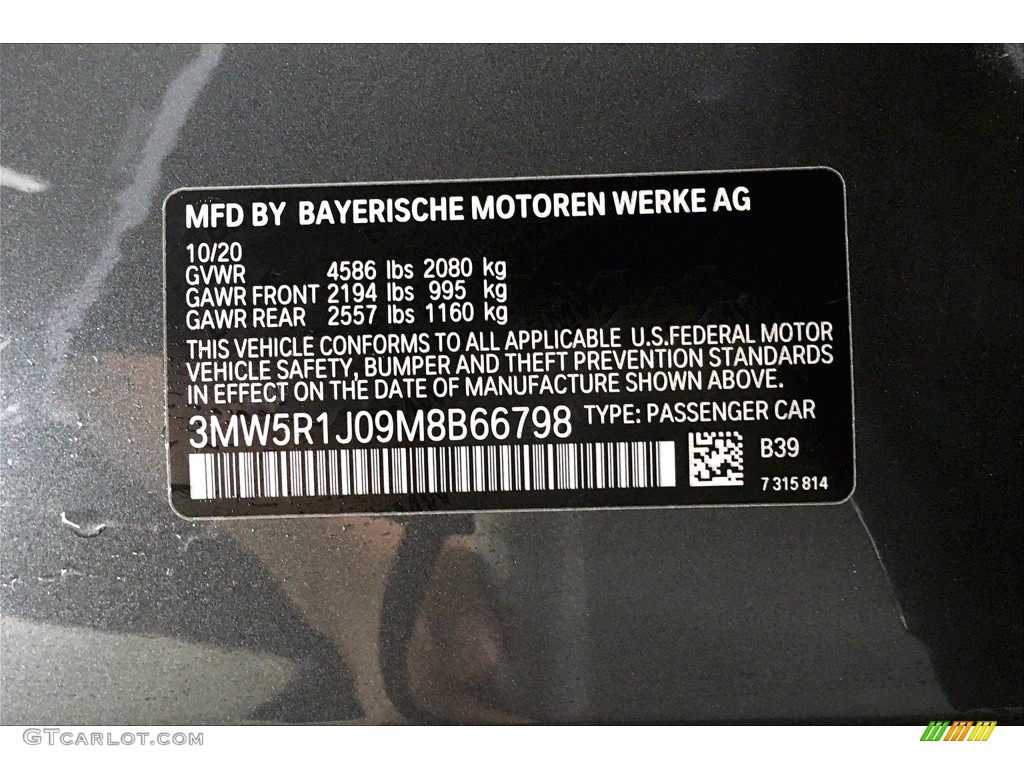 MFD BY BAYERISCHE MOTOREN WERKE AG
10/20
GVWR 4586 lbs 2080 kg
GAWR FRONT 2194 lbs 995 kg
GAWR REAR 2557 lbs 1160 kg
THIS VEHICLE CONFORMS TO ALL APPLICABLE U.S.FEDERAL MOTOR
VEHICLE SAFETY, BUMPER AND THEFT PREVENTION STANDARDS
IN EFFECT ON THE DATE OF MANUFACTURE SHOWN ABOVE.
3MW5R1J09M8B66798 TYPE: PASSENGER CAR
B39
7 315 814
GTCarlot.com